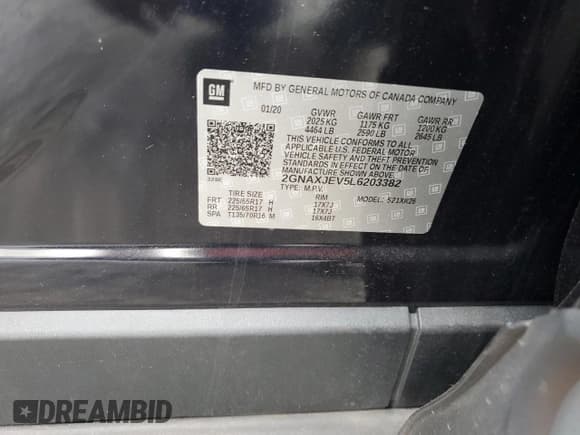 GM
MFD BY GENERAL MOTORS OF CANADA COMPANY
01/20 GVWR GAWR FRT GAWR RR
2025 KG 1175 KG 1200 KG
4464 LB 2590 LB 2645 LB
THIS VEHICLE CONFORMS TO ALL APPLICABLE
U.S. FEDERAL MOTOR VEHICLE SAFETY AND
THEFT PREVENTION STANDARDS IN EFFECT ON
THE DATE OF MANUFACTURE SHOWN ABOVE.
2GNAXJEV5L6203382
TYPE: M.P.V. MODEL:
TIRE SIZE RIM
FRT 225/65R17 H 17X7J
RR 225/65R17 H 17X7J
SPA T135/70R16 M 16X4BT
DREAMBID